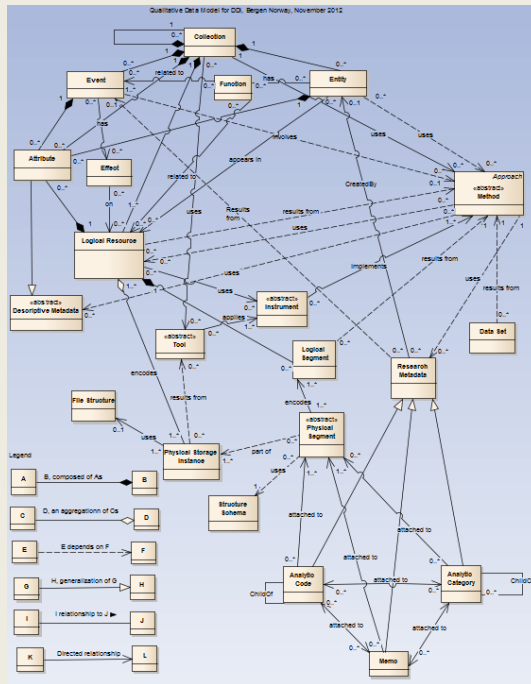 Qualitative Data Model for DDI, Bergen Norway, November 2012
Collection
Event
related to
Function
has
Entity
has
Involves
uses
uses
Approach
«abstract»
Method
Attribute
Effect
appears in
CreatedBy
on
related to
uses
Results
from
results from
Logical Resource
uses
uses
Implements
results from
uses
results from
«abstract»
Descriptive Metadata
«abstract»
Instrument
«abstract»
Tool
applies
Logical
Segment
Data Set
Research
Metadata
encodes
results from
encodes
File Structure
uses
«abstract»
Physical
Segment
Physical Storage
Instance
part of
uses
Structure
Schema
attached to
attached to
Legend
A
B, composed of As
B
C
D, an aggregationn of Cs
D
E
E depends on F
F
G
H, generalization of G
H
I
I relationship to J
J
K
Directed relationship
L
Analytic
Code
attached to
Analytic
Category
ChildOf
ChildOf
attached to
attached to
attached to
Memo